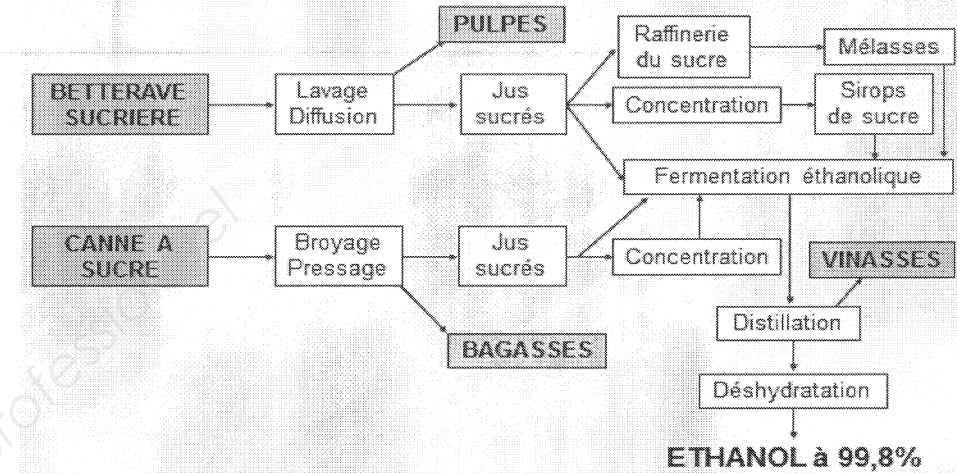 PULPES
Raffinerie
du sucre
Mélasses
BETTERAVE
SUCRIERE
Lavage
Diffusion
Jus
sucrés
Concentration
Sirops
de sucre
Fermentation éthanolique
CANNE A
SUCRE
Broyage
Pressage
Jus
sucrés
Concentration
VINASSES
BAGASSES
Distillation
Déshydratation
ETHANOL à 99,8%
professionnel